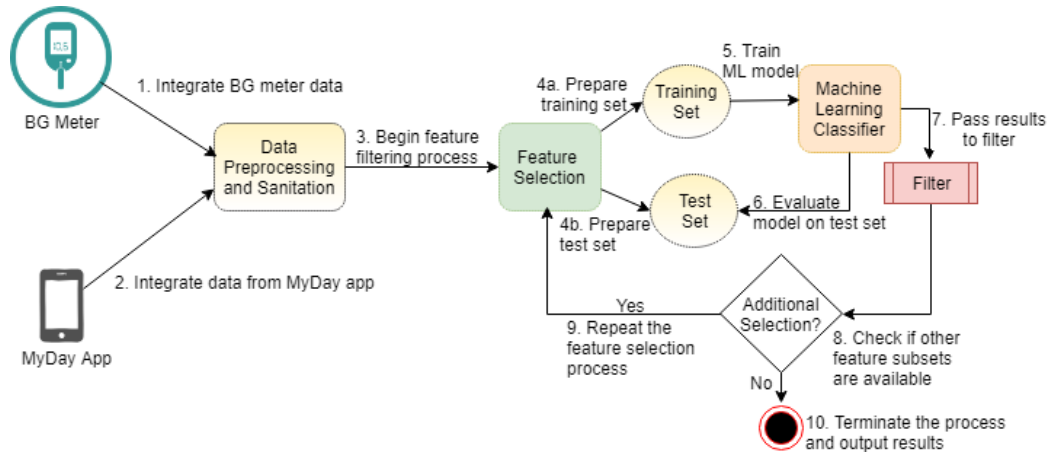 10,5
BG Meter
1. Integrate BG meter data
Data
Preprocessing
and Sanitation
2. Integrate data from MyDay app
MyDay App
3. Begin feature
filtering process
Feature
Selection
4a. Prepare
training set
Training
Set
4b. Prepare
test set
Test
Set
5. Train
ML model
Machine
Learning
Classifier
6. Evaluate
model on test set
7. Pass results
to filter
Filter
8. Check if other
feature subsets
are available
Additional
Selection?
Yes
9. Repeat the
feature selection
process
No
10. Terminate the process
and output results